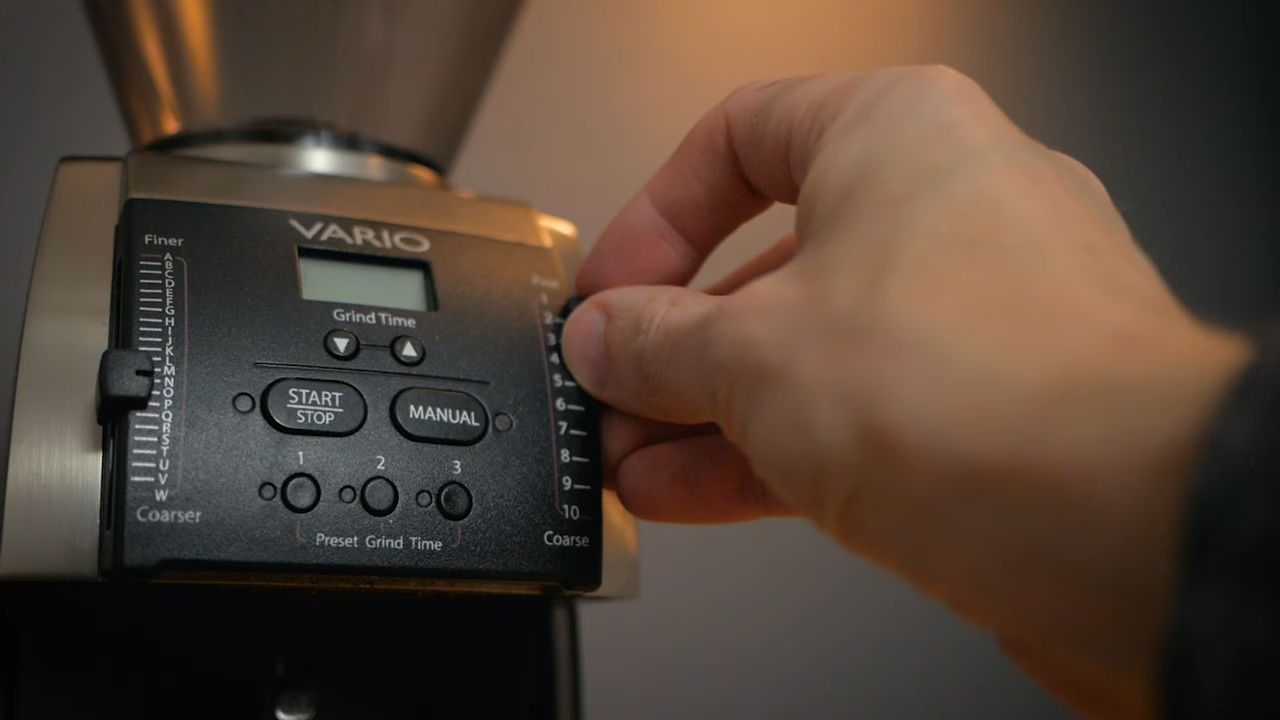 VARIO
Finer
A
B
C
D
E
F
G
H
I
J
K
L
M
N
O
P
Q
R
S
T
U
V
W
Coarser
Grind Time
START
STOP
MANUAL
1 2 3
Preset Grind Time
1
2
3
4
5
6
7
8
9
10
Coarse